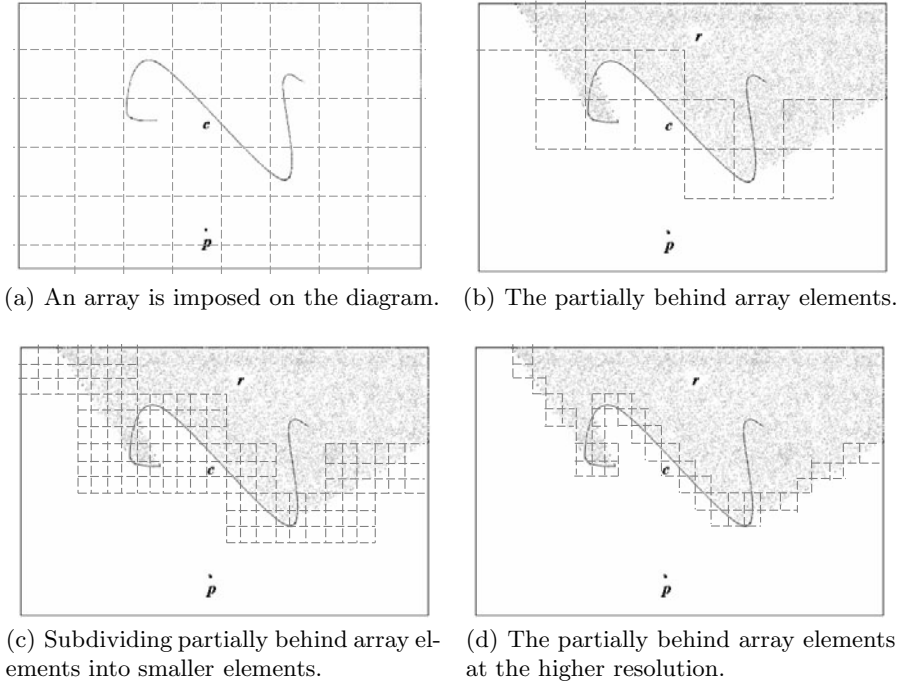 c
p
(a) An array is imposed on the diagram.
r
c
p
(b) The partially behind array elements.
r
c
p
(c) Subdividing partially behind array el-
ements into smaller elements.
r
c
p
(d) The partially behind array elements
at the higher resolution.